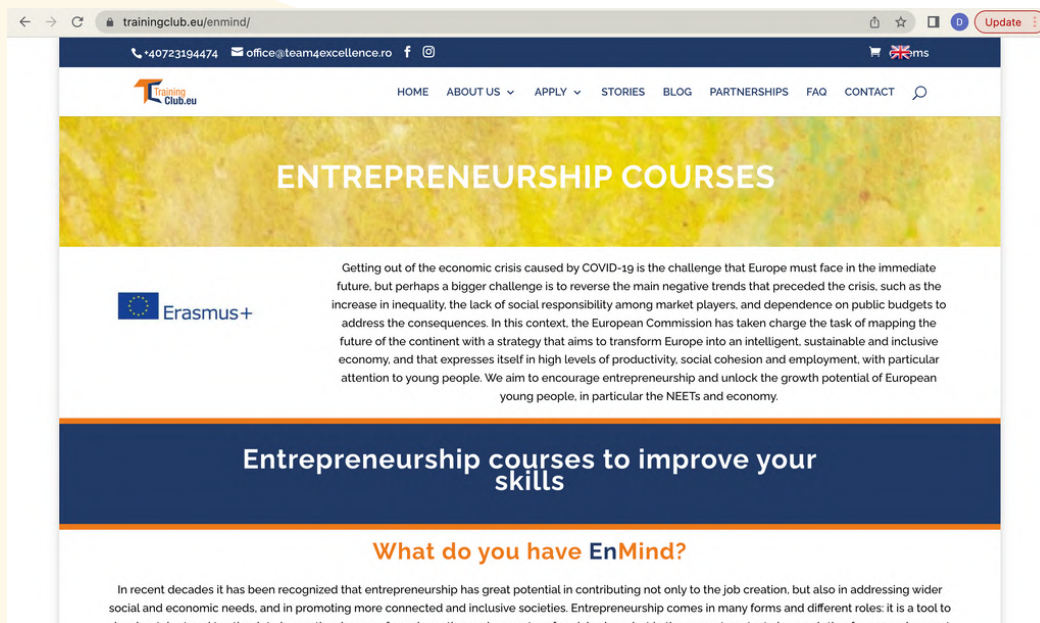 trainingclub.eu/enmind/
D
Update
+40723194474 office@team4excellence.ro
Training
Club.eu
HOME ABOUT US APPLY STORIES BLOG PARTNERSHIPS FAQ CONTACT
ENTREPRENEURSHIP COURSES
Erasmus+
Getting out of the economic crisis caused by COVID-19 is the challenge that Europe must face in the immediate
future, but perhaps a bigger challenge is to reverse the main negative trends that preceded the crisis, such as the
increase in inequality, the lack of social responsibility among market players, and dependence on public budgets to
address the consequences. In this context, the European Commission has taken charge the task of mapping the
future of the continent with a strategy that aims to transform Europe into an intelligent, sustainable and inclusive
economy, and that expresses itself in high levels of productivity, social cohesion and employment, with particular
attention to young people. We aim to encourage entrepreneurship and unlock the growth potential of European
young people, in particular the NEETs and economy.
Entrepreneurship courses to improve your
skills
What do you have EnMind?
In recent decades it has been recognized that entrepreneurship has great potential in contributing not only to the job creation, but also in addressing wider
social and economic needs, and in promoting more connected and inclusive societies. Entrepreneurship comes in many forms and different roles: it is a tool to